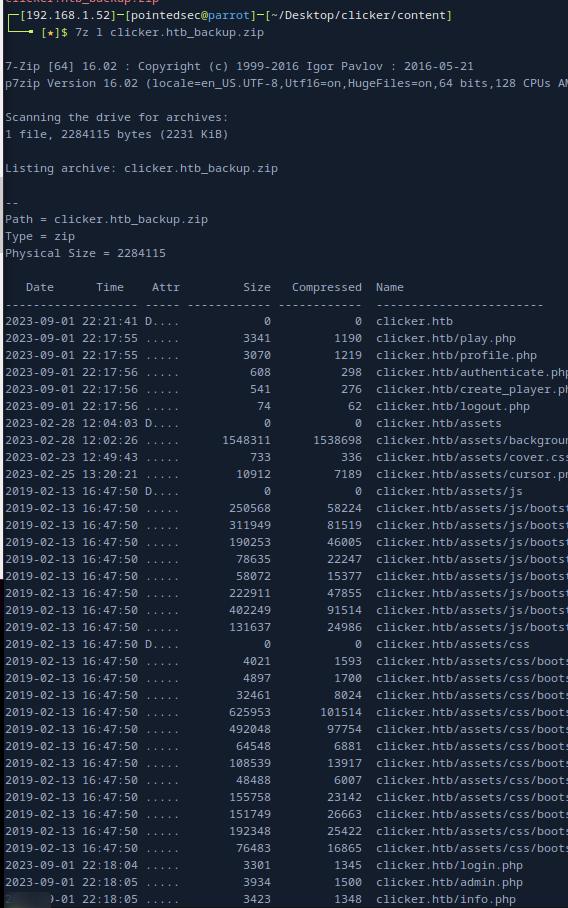 clicker.htb_backup.zip
[192.168.1.52]─[pointedsec@parrot]─[~/Desktop/clicker/content]
[★]$ 7z l clicker.htb_backup.zip
7-Zip [64] 16.02 : Copyright (c) 1999-2016 Igor Pavlov : 2016-05-21
p7zip Version 16.02 (locale=en_US.UTF-8,Utf16=on,HugeFiles=on,64 bits,128 CPUs AM
Scanning the drive for archives:
1 file, 2284115 bytes (2231 KiB)
Listing archive: clicker.htb_backup.zip
--
Path = clicker.htb_backup.zip
Type = zip
Physical Size = 2284115
Date Time Attr Size Compressed Name
------------------- ----- ------------ ------------ ------------------------
2023-09-01 22:21:41 D.... 0 0 clicker.htb
2023-09-01 22:17:55 ..... 3341 1190 clicker.htb/play.php
2023-09-01 22:17:55 ..... 3070 1219 clicker.htb/profile.php
2023-09-01 22:17:56 ..... 608 298 clicker.htb/authenticate.php
2023-09-01 22:17:56 ..... 541 276 clicker.htb/create_player.ph
2023-09-01 22:17:56 ..... 74 62 clicker.htb/logout.php
2023-02-28 12:04:03 D.... 0 0 clicker.htb/assets
2023-02-28 12:02:26 ..... 1548311 1538698 clicker.htb/assets/backgroun
2023-02-23 12:49:43 ..... 733 336 clicker.htb/assets/cover.css
2023-02-25 13:20:21 ..... 10912 7189 clicker.htb/assets/cursor.pn
2019-02-13 16:47:50 D.... 0 0 clicker.htb/assets/js
2019-02-13 16:47:50 ..... 250568 58224 clicker.htb/assets/js/bootst
2019-02-13 16:47:50 ..... 311949 81519 clicker.htb/assets/js/bootst
2019-02-13 16:47:50 ..... 190253 46005 clicker.htb/assets/js/bootst
2019-02-13 16:47:50 ..... 78635 22247 clicker.htb/assets/js/bootst
2019-02-13 16:47:50 ..... 58072 15377 clicker.htb/assets/js/bootst
2019-02-13 16:47:50 ..... 222911 47855 clicker.htb/assets/js/bootst
2019-02-13 16:47:50 ..... 402249 91514 clicker.htb/assets/js/bootst
2019-02-13 16:47:50 ..... 131637 24986 clicker.htb/assets/js/bootst
2019-02-13 16:47:50 D.... 0 0 clicker.htb/assets/css
2019-02-13 16:47:50 ..... 4021 1593 clicker.htb/assets/css/boots
2019-02-13 16:47:50 ..... 4897 1700 clicker.htb/assets/css/boots
2019-02-13 16:47:50 ..... 32461 8024 clicker.htb/assets/css/boots
2019-02-13 16:47:50 ..... 625953 101514 clicker.htb/assets/css/boots
2019-02-13 16:47:50 ..... 492048 97754 clicker.htb/assets/css/boots
2019-02-13 16:47:50 ..... 64548 6881 clicker.htb/assets/css/boots
2019-02-13 16:47:50 ..... 108539 13917 clicker.htb/assets/css/boots
2019-02-13 16:47:50 ..... 48488 6007 clicker.htb/assets/css/boots
2019-02-13 16:47:50 ..... 155758 23142 clicker.htb/assets/css/boots
2019-02-13 16:47:50 ..... 151749 26663 clicker.htb/assets/css/boots
2019-02-13 16:47:50 ..... 192348 25422 clicker.htb/assets/css/boots
2019-02-13 16:47:50 ..... 76483 16865 clicker.htb/assets/css/boots
2023-09-01 22:18:04 ..... 3301 1345 clicker.htb/login.php
2023-09-01 22:18:05 ..... 3934 1500 clicker.htb/admin.php
22:18:05 ..... 3423 1348 clicker.htb/info.php